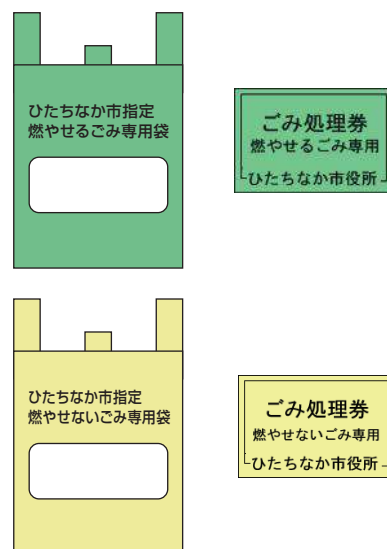 ひたちなか市指定
燃やせるごみ専用袋
ごみ処理券
燃やせるごみ専用
ひたちなか市役所
ひたちなか市指定
燃やせないごみ専用袋
ごみ処理券
燃やせないごみ専用
ひたちなか市役所